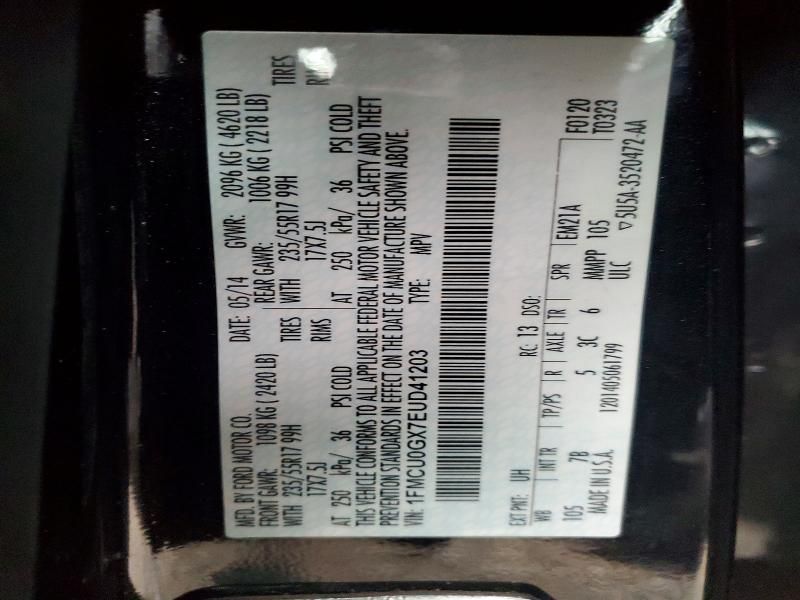 MFD. BY FORD MOTOR CO.
DATE: 05/14 GVWR: 2096 KG ( 4620 LB)
FRONT GAWR: 1098 KG ( 2420 LB) REAR GAWR: 1006 KG ( 2218 LB)
WITH 235/55R17 99H TIRES WITH 235/55R17 99H TIRES
17X7.5J RIMS 17X7.5J
AT 250 kPa/ 36 PSI COLD AT 250 kPa/ 36 PSI COLD
THIS VEHICLE CONFORMS TO ALL APPLICABLE FEDERAL MOTOR VEHICLE SAFETY AND THEFT
PREVENTION STANDARDS IN EFFECT ON THE DATE OF MANUFACTURE SHOWN ABOVE.
VIN: 1FMCU0GX7EUD41203 TYPE: MPV
EXT PNT: UH RC: 13 DSO:
WB INT TR TP/PS R AXLE TR SPR EM21A F0120
105 7B 5 3C 6 MMPP 105 T0323
MADE IN U.S.A. 1201405061799 ULC ▽5U5A-3520472-AA